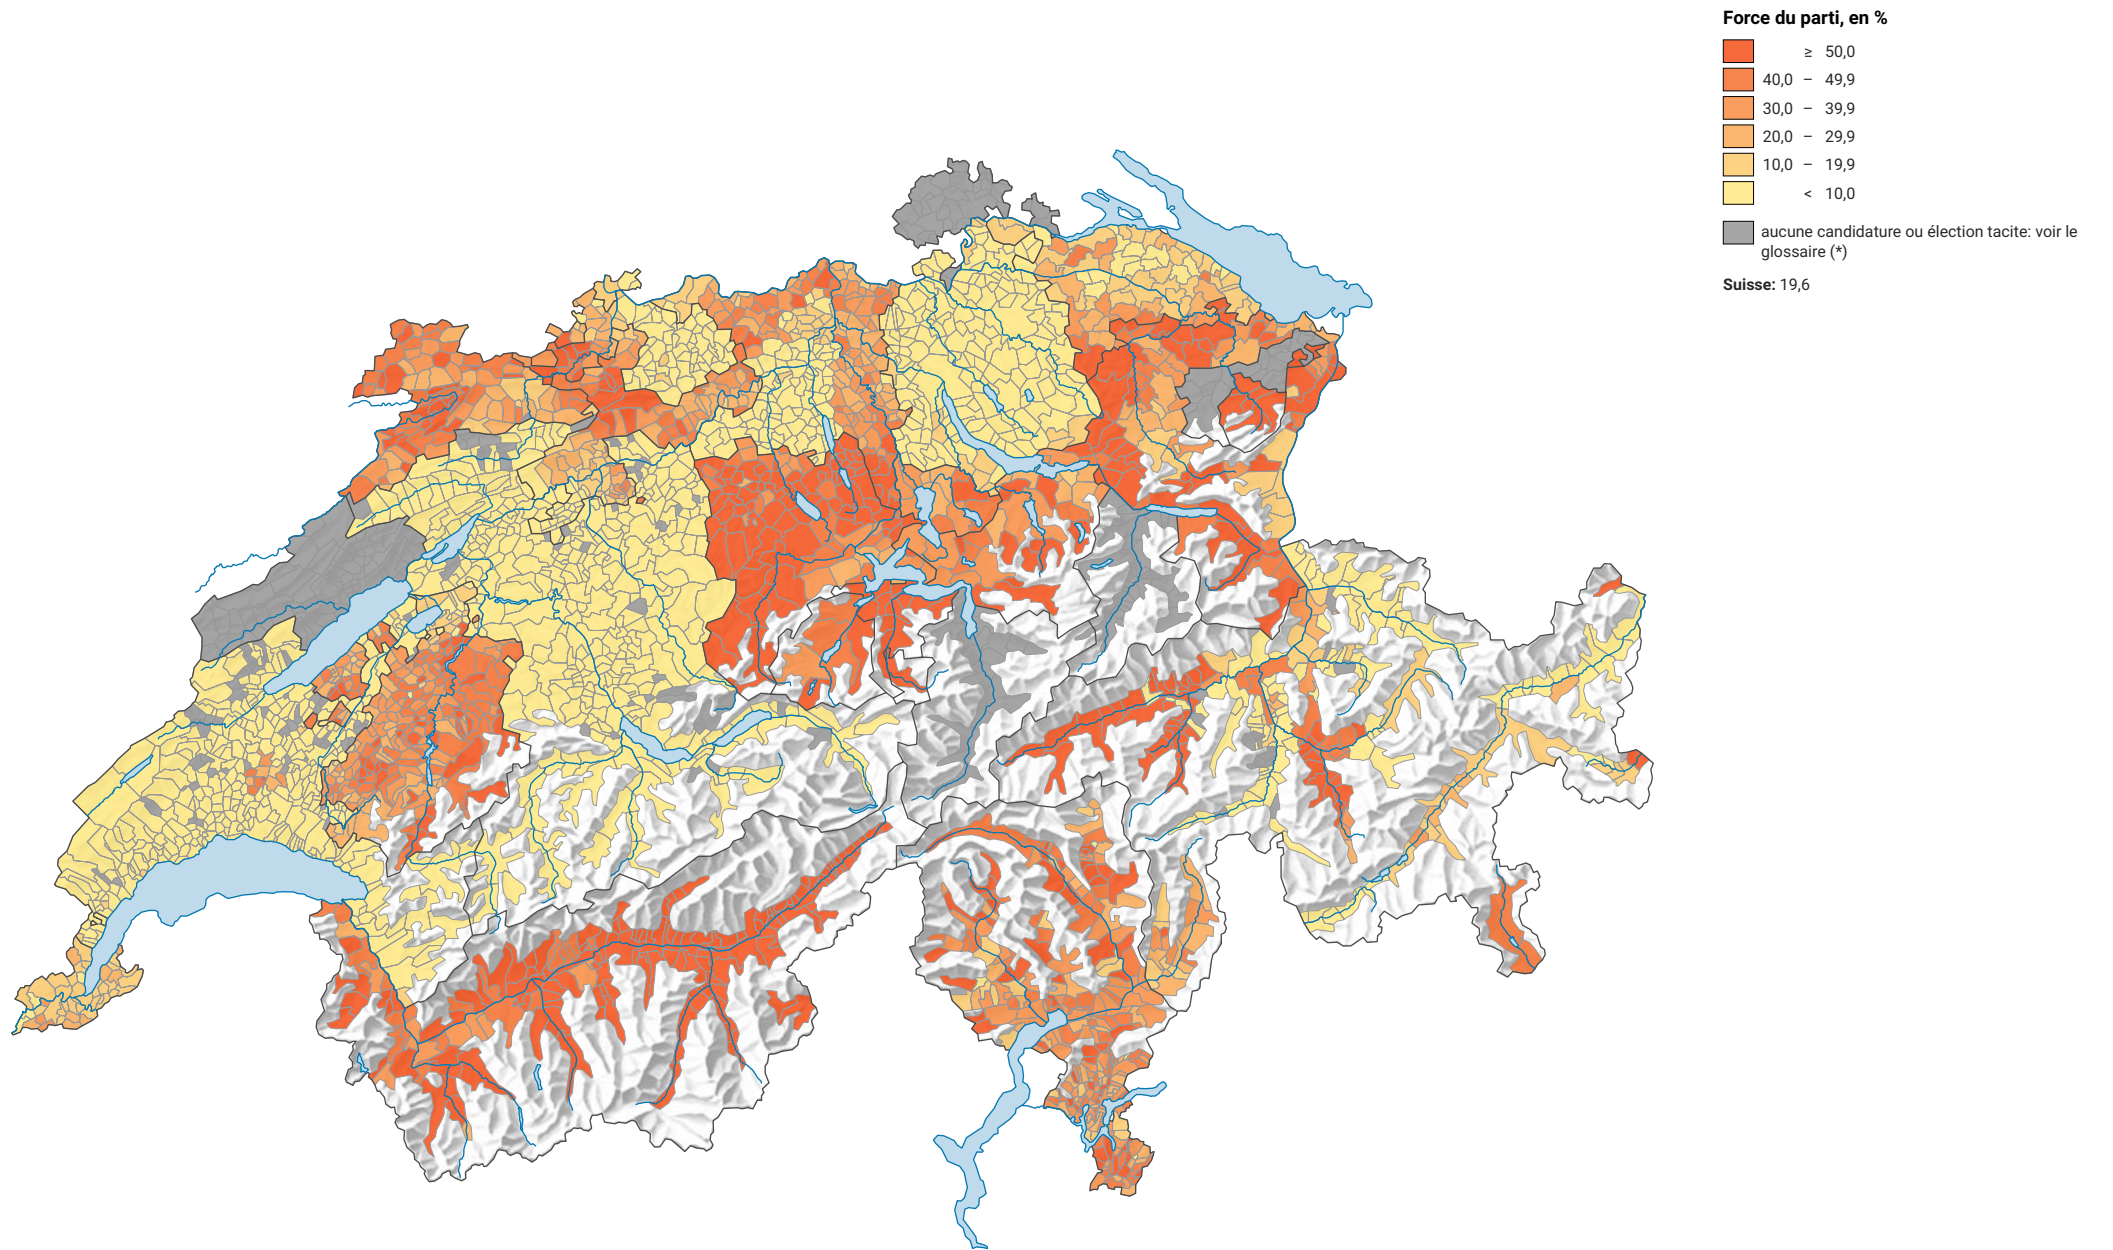 Force du parti, en %
≥ 50,0
40,0 – 49,9
30,0 – 39,9
20,0 – 29,9
10,0 – 19,9
< 10,0
aucune candidature ou élection tacite: voir le
glossaire (*)
Suisse: 19,6